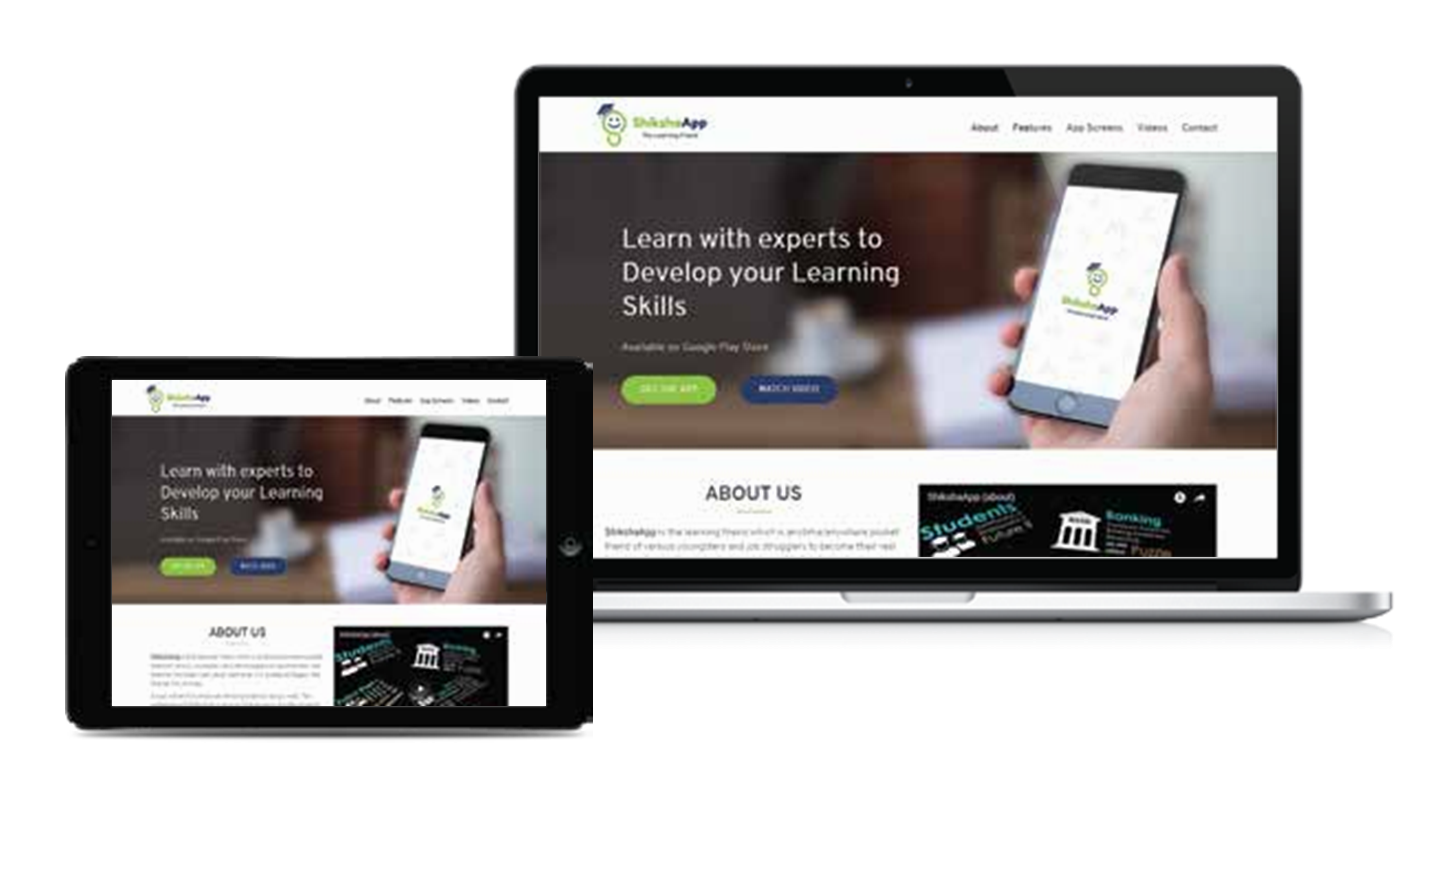 ShikshaApp
The Learning Friend
About Features App Screens Videos Contact
Learn with experts to
Develop your Learning
Skills
Available on Google Play Store
GET THE APP WATCH VIDEO
ShikshaApp
ABOUT US
ShikshaApp is the learning friend which is an anytime anywhere pocket
friend of various youngsters and job strugglers to become their real
ShikshaApp (about)
Students
Future
BANK
Banking
Puzzle
ShikshaApp
About Features App Screens Videos Contact
Learn with experts to
Develop your Learning
Skills
Available on Google Play Store
GET THE APP WATCH VIDEO
ShikshaApp
ABOUT US
ShikshaApp
Students
Banking